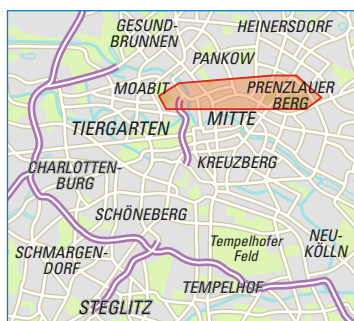 GESUND-
BRUNNEN
HEINERSDORF
PANKOW
MOABIT
PRENZLAUER
BERG
TIERGARTEN
MITTE
CHARLOTTEN-
BURG
KREUZBERG
SCHÖNEBERG
Tempelhofer
Feld
NEU-
KÖLLN
SCHMARGEN-
DORF
TEMPELHOF
STEGLITZ